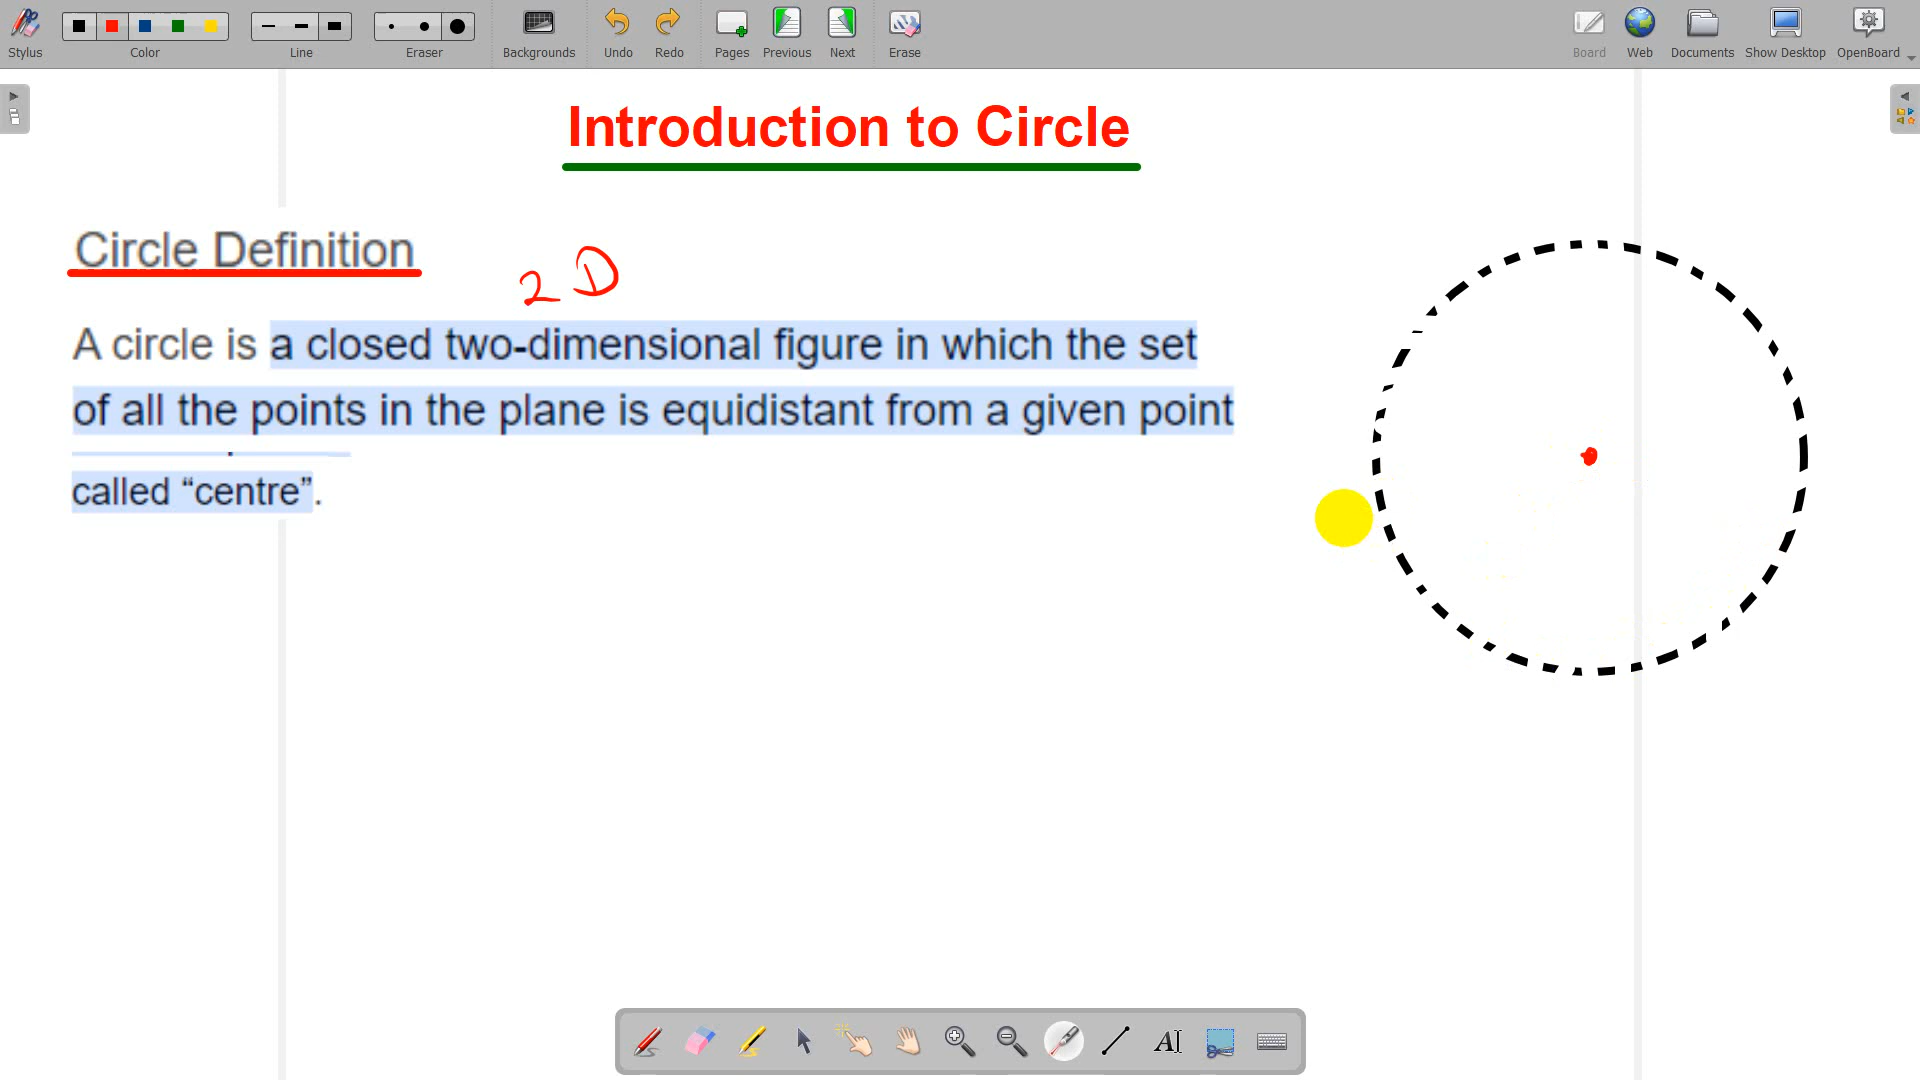 Stylus
Color
Line
Eraser
Backgrounds
Undo
Redo
Pages
Previous
Next
Erase
Board
Web
Documents
Show Desktop
OpenBoard
Introduction to Circle
Circle Definition
2 D
A circle is a closed two-dimensional figure in which the set
of all the points in the plane is equidistant from a given point
called “centre”.